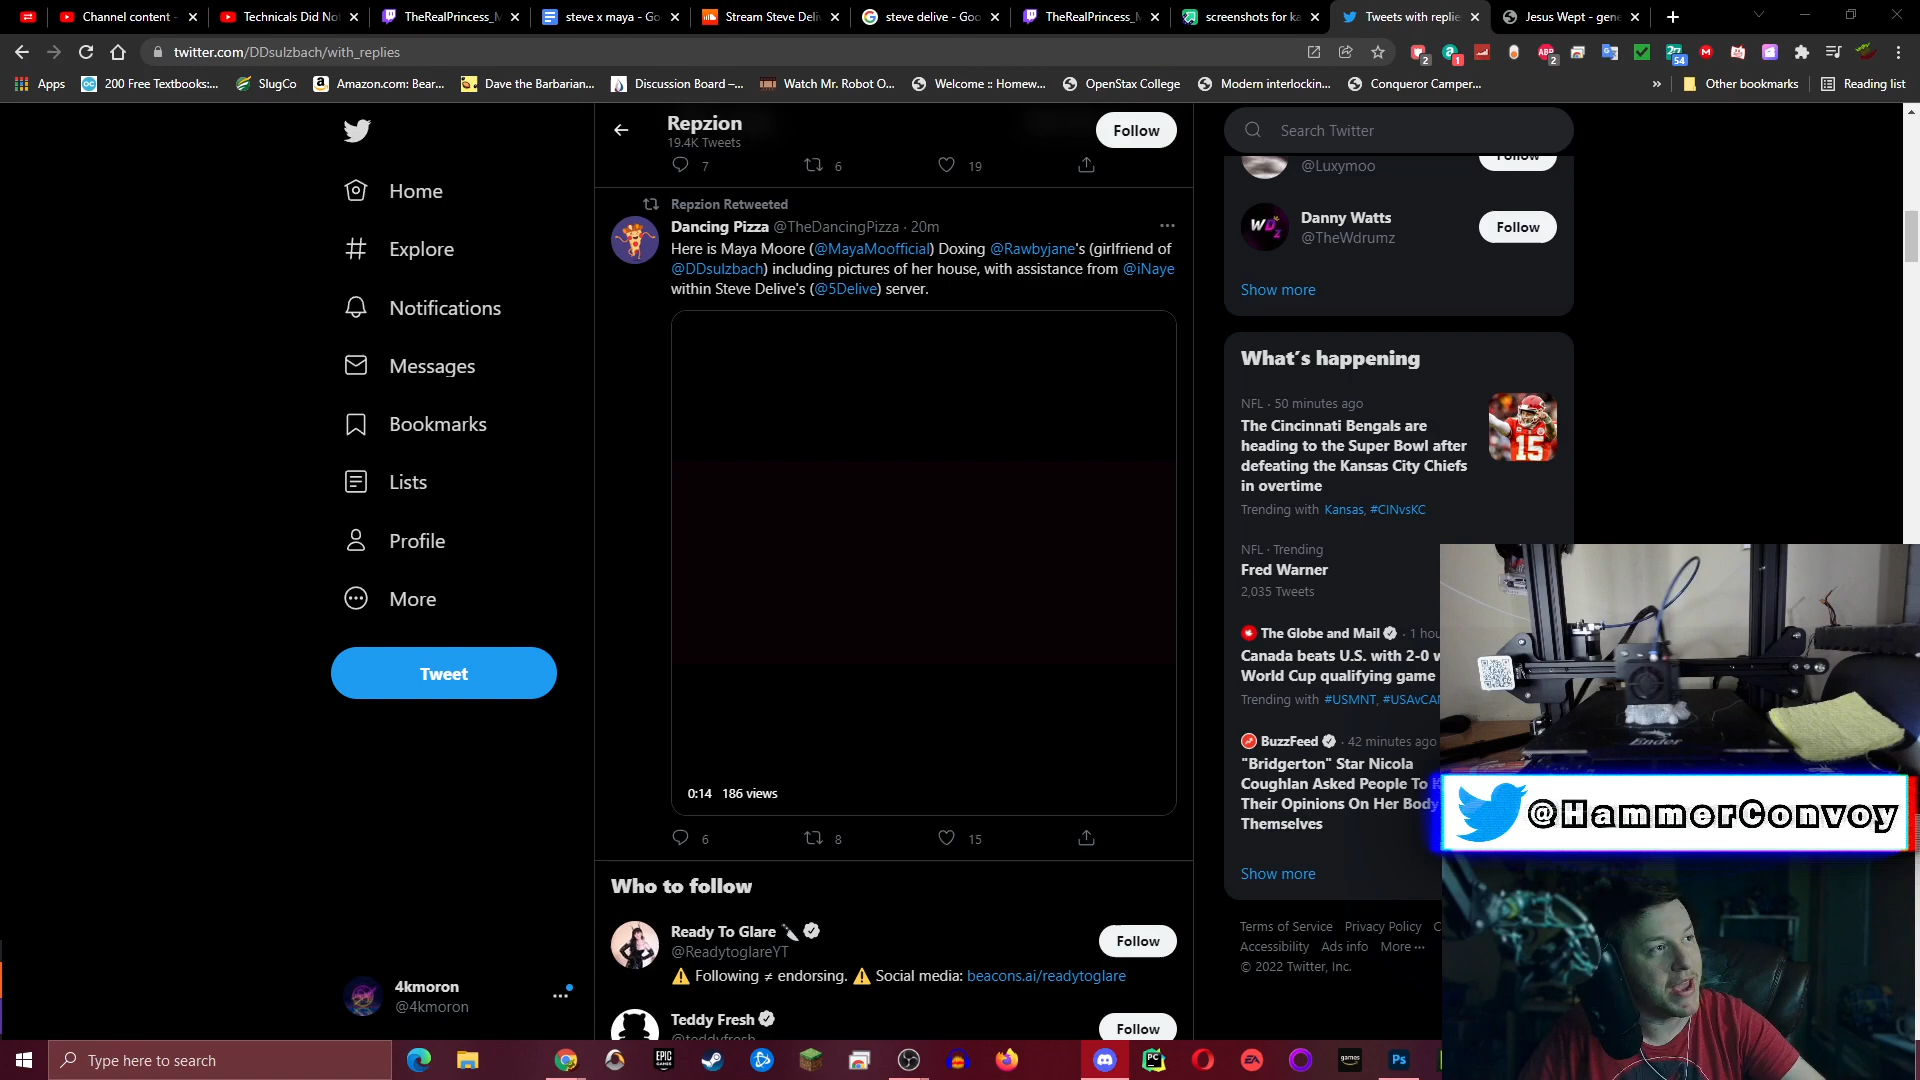 Channel content -
Technicals Did No
TheRealPrincess_M
steve x maya - Go
Stream Steve Deli
steve delive - Goo
TheRealPrincess_M
screenshots for ka
Tweets with replie
Jesus Wept - gene
twitter.com/DDsulzbach/with_replies
Apps
200 Free Textbooks:...
SlugCo
Amazon.com: Bear...
Dave the Barbarian...
Discussion Board –...
Watch Mr. Robot O...
Welcome :: Homew...
OpenStax College
Modern interlockin...
Conqueror Camper...
»
Other bookmarks
Reading list
Home
Explore
Notifications
Messages
Bookmarks
Lists
Profile
More
Tweet
4kmoron
@4kmoron
Repzion
19.4K Tweets
Follow
7 6 19
Repzion Retweeted
Dancing Pizza @TheDancingPizza · 20m
Here is Maya Moore (@MayaMoofficial) Doxing @Rawbyjane's (girlfriend of
@DDsulzbach) including pictures of her house, with assistance from @iNaye
within Steve Delive's (@5Delive) server.
0:14 186 views
6 8 15
Who to follow
Ready To Glare
@ReadytoglareYT
Follow
⚠️ Following ≠ endorsing. ⚠️ Social media: beacons.ai/readytoglare
Teddy Fresh
@teddyfresh
Follow
Search Twitter
Follow
@Luxymoo
Danny Watts
@TheWdrumz
Follow
Show more
What's happening
NFL · 50 minutes ago
The Cincinnati Bengals are
heading to the Super Bowl after
defeating the Kansas City Chiefs
in overtime
Trending with Kansas, #CINvsKC
NFL · Trending
Fred Warner
2,035 Tweets
The Globe and Mail · 1 hou
Canada beats U.S. with 2-0 w
World Cup qualifying game
Trending with #USMNT, #USAvCAN
BuzzFeed · 42 minutes ago
"Bridgerton" Star Nicola
Coughlan Asked People To
Their Opinions On Her Body
Themselves
Show more
Terms of Service Privacy Policy C
Accessibility Ads info More ···
© 2022 Twitter, Inc.
Ender
@HammerConvoy
Type here to search